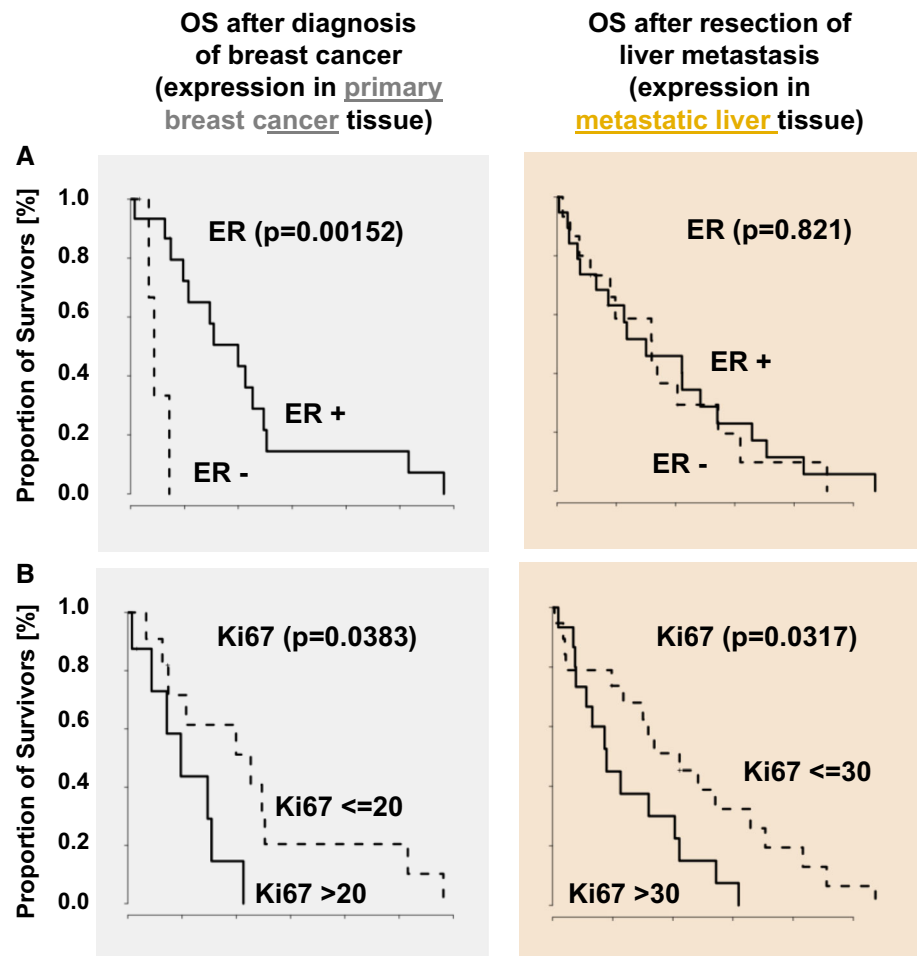 OS after diagnosis
of breast cancer
(expression in primary
breast cancer tissue)
OS after resection of
liver metastasis
(expression in
metastatic liver tissue)
A
Proportion of Survivors [%]
1.0
0.8
0.6
0.4
0.2
0.0
ER (p=0.00152)
ER +
ER -
ER (p=0.821)
ER +
ER -
B
Proportion of Survivors [%]
1.0
0.8
0.6
0.4
0.2
0.0
Ki67 (p=0.0383)
Ki67 <=20
Ki67 >20
Ki67 (p=0.0317)
Ki67 <=30
Ki67 >30